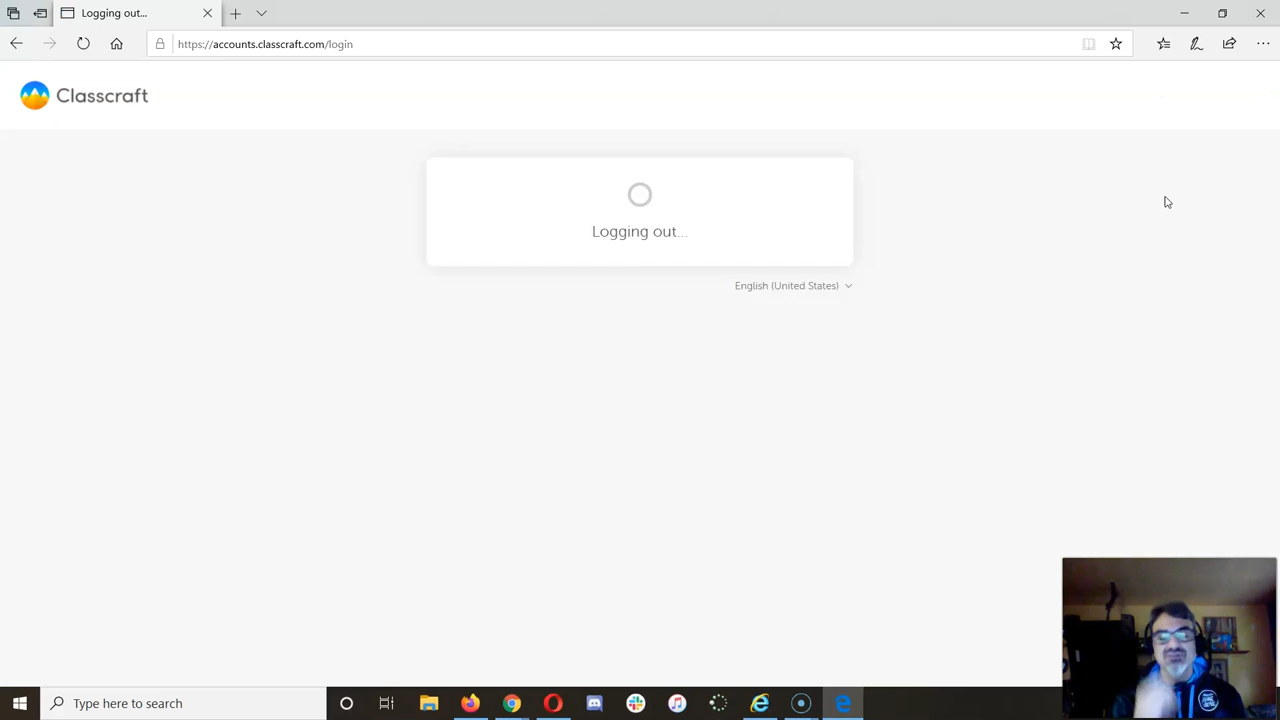 Logging out...
https://accounts.classcraft.com/login
Classcraft
Logging out...
English (United States)
Type here to search